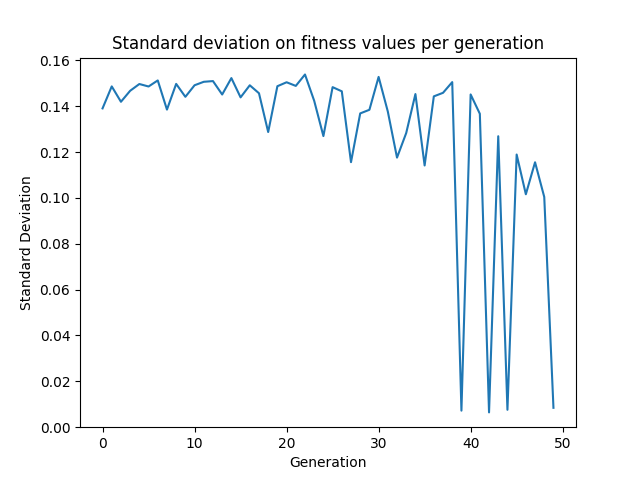 Standard deviation on fitness values per generation
0.16
0.14
0.12
0.10
0.08
0.06
0.04
0.02
0.00
Standard Deviation
0 10 20 30 40 50
Generation